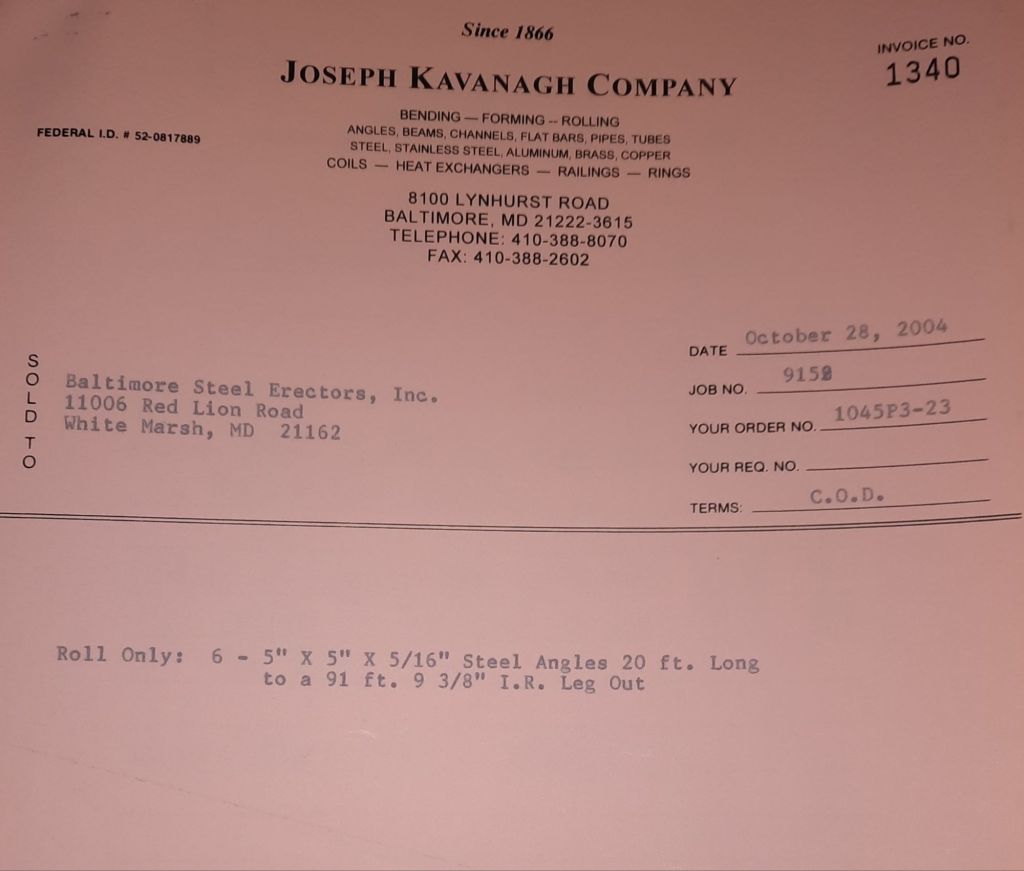 Since 1866
JOSEPH KAVANAGH COMPANY
INVOICE NO.
1340
FEDERAL I.D. # 52-0817889
BENDING — FORMING -- ROLLING
ANGLES, BEAMS, CHANNELS, FLAT BARS, PIPES, TUBES
STEEL, STAINLESS STEEL, ALUMINUM, BRASS, COPPER
COILS — HEAT EXCHANGERS — RAILINGS — RINGS
8100 LYNHURST ROAD
BALTIMORE, MD 21222-3615
TELEPHONE: 410-388-8070
FAX: 410-388-2602
SOLD TO
Baltimore Steel Erectors, Inc.
11006 Red Lion Road
White Marsh, MD 21162
DATE October 28, 2004
JOB NO.
YOUR ORDER NO. 1045P3-23
YOUR REQ. NO.
TERMS: C.O.D.
Roll Only: 6 - 5" X 5" X 5/16" Steel Angles 20 ft. Long
to a 91 ft. 9 3/8" I.R. Leg Out